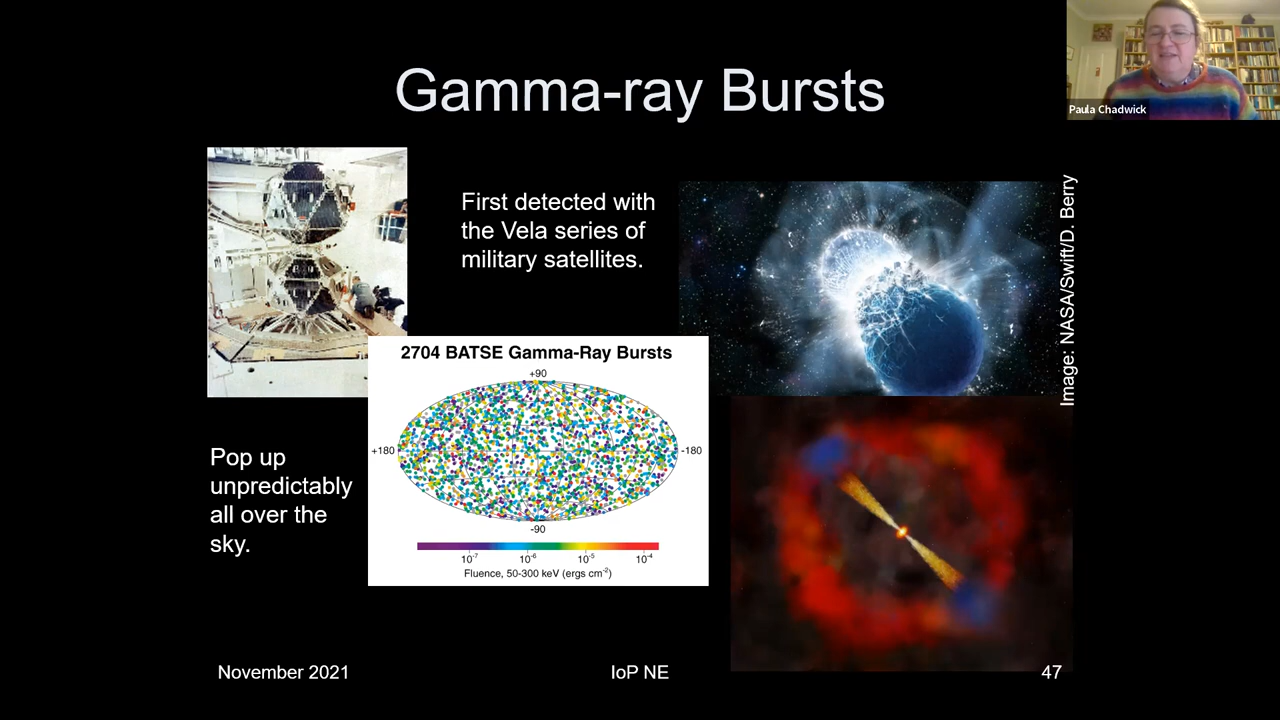 Gamma-ray Bursts
Paula Chadwick
First detected with
the Vela series of
military satellites.
Image: NASA/Swift/D. Berry
2704 BATSE Gamma-Ray Bursts
+90
+180
-180
-90
10⁻⁷ 10⁻⁶ 10⁻⁵ 10⁻⁴
Fluence, 50-300 keV (ergs cm⁻²)
Pop up
unpredictably
all over the
sky.
November 2021
IoP NE
47